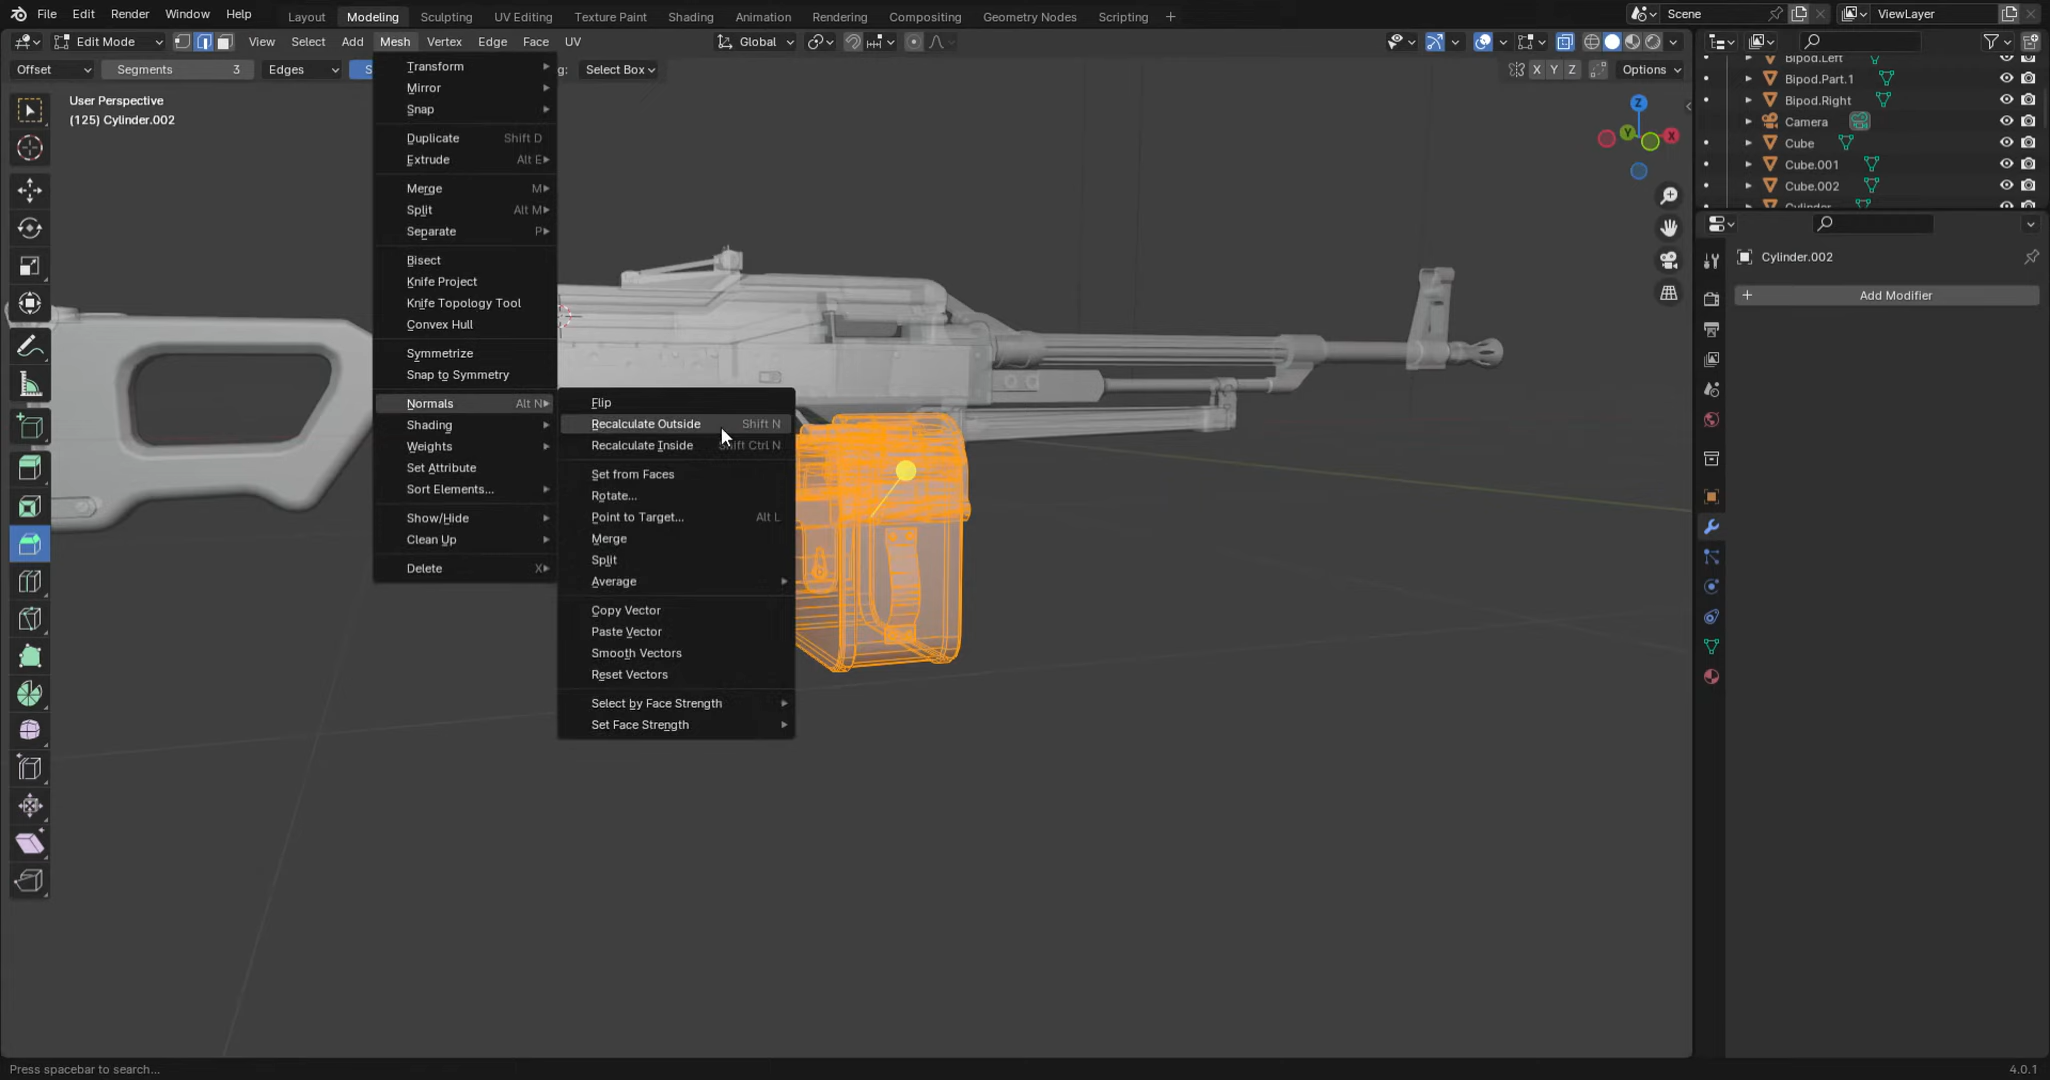 File Edit Render Window Help Layout Modeling Sculpting UV Editing Texture Paint Shading Animation Rendering Compositing Geometry Nodes Scripting + Scene ViewLayer
Edit Mode View Select Add Mesh Vertex Edge Face UV Global
Offset Segments 3 Edges S g: Select Box X Y Z Options
User Perspective
(125) Cylinder.002
Transform
Mirror
Snap
Duplicate Shift D
Extrude Alt E
Merge M
Split Alt M
Separate P
Bisect
Knife Project
Knife Topology Tool
Convex Hull
Symmetrize
Snap to Symmetry
Normals Alt N
Shading
Weights
Set Attribute
Sort Elements...
Show/Hide
Clean Up
Delete X
Flip
Recalculate Outside Shift N
Recalculate Inside Shift Ctrl N
Set from Faces
Rotate...
Point to Target... Alt L
Merge
Split
Average
Copy Vector
Paste Vector
Smooth Vectors
Reset Vectors
Select by Face Strength
Set Face Strength
Z
Y X
Bipod.Left
Bipod.Part.1
Bipod.Right
Camera
Cube
Cube.001
Cube.002
Cylinder
Cylinder.002
+ Add Modifier
Press spacebar to search...
4.0.1